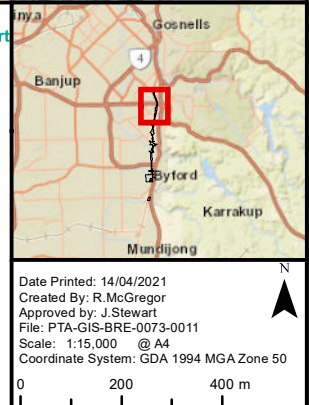 inya
Gosnells
rt
4
Banjup
Byford
Karrakup
Mundijong
N
Date Printed: 14/04/2021
Created By: R.McGregor
Approved by: J.Stewart
File: PTA-GIS-BRE-0073-0011
Scale: 1:15,000 @ A4
Coordinate System: GDA 1994 MGA Zone 50
0 200 400 m